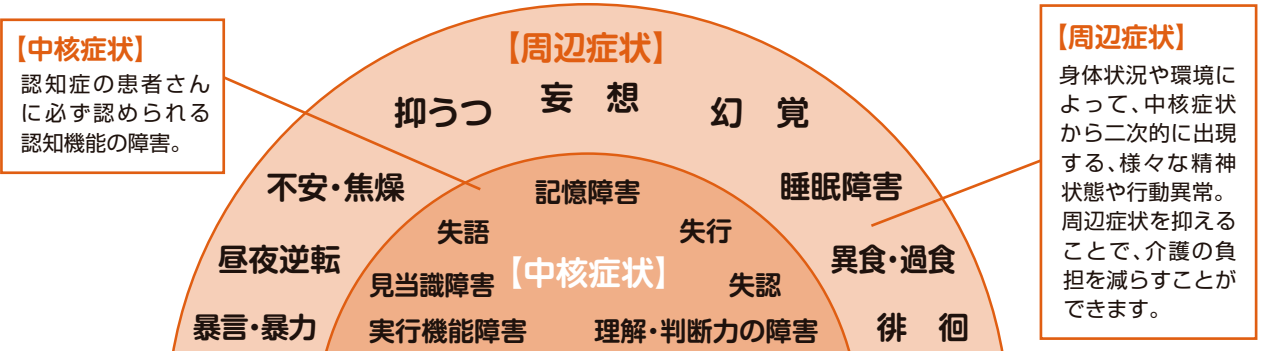 【中核症状】
認知症の患者さん
に必ず認められる
認知機能の障害。
【周辺症状】
抑うつ
妄 想
幻 覚
不安・焦燥
睡眠障害
昼夜逆転
異食・過食
暴言・暴力
徘 徊
記憶障害
失語
失行
【中核症状】
見当識障害
失認
実行機能障害
理解・判断力の障害
【周辺症状】
身体状況や環境に
よって、中核症状
から二次的に出現
する、様々な精神
状態や行動異常。
周辺症状を抑える
ことで、介護の負
担を減らすことが
できます。